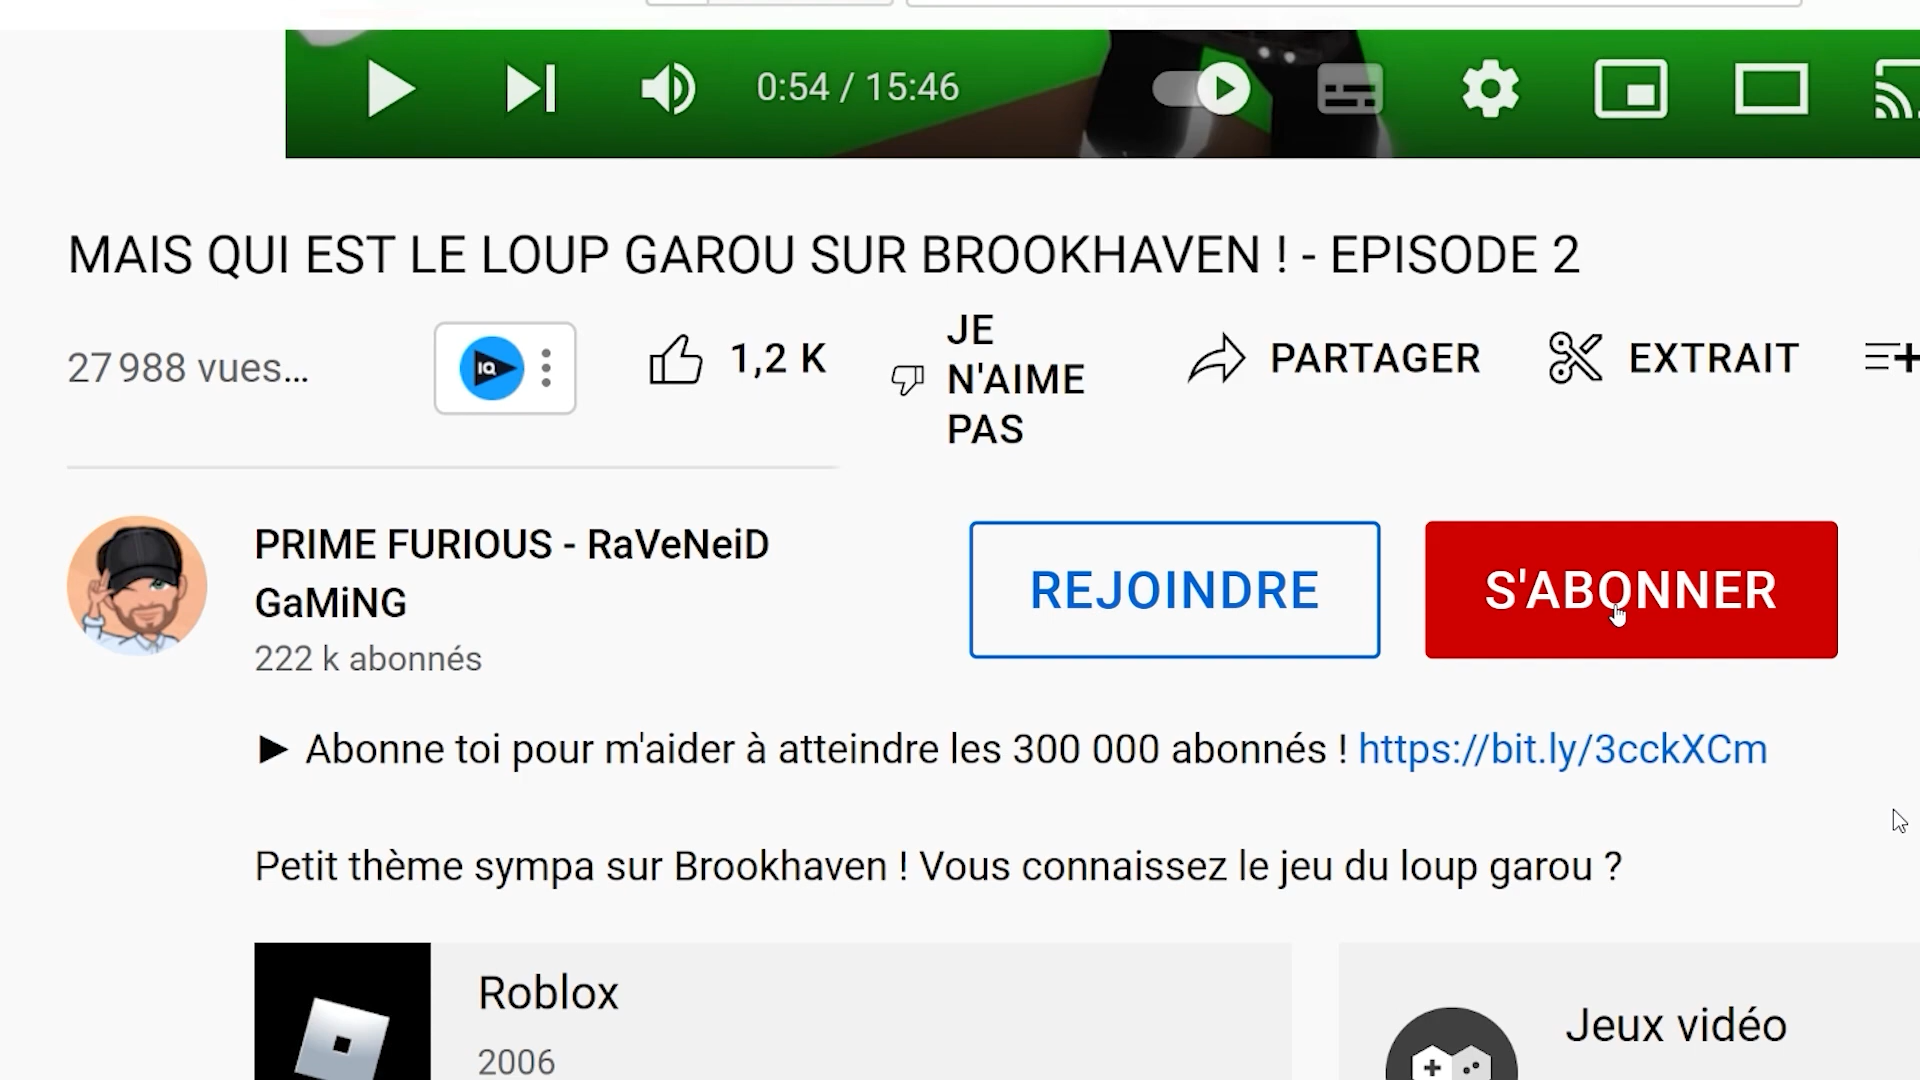 0:54 / 15:46
MAIS QUI EST LE LOUP GAROU SUR BROOKHAVEN ! - EPISODE 2
27 988 vues...
IQ
1,2 K
JE
N'AIME
PAS
PARTAGER
EXTRAIT
PRIME FURIOUS - RaVeNeiD
GaMiNG
222 k abonnés
REJOINDRE
S'ABONNER
► Abonne toi pour m'aider à atteindre les 300 000 abonnés ! https://bit.ly/3cckXCm
Petit thème sympa sur Brookhaven ! Vous connaissez le jeu du loup garou ?
Roblox
2006
Jeux vidéo